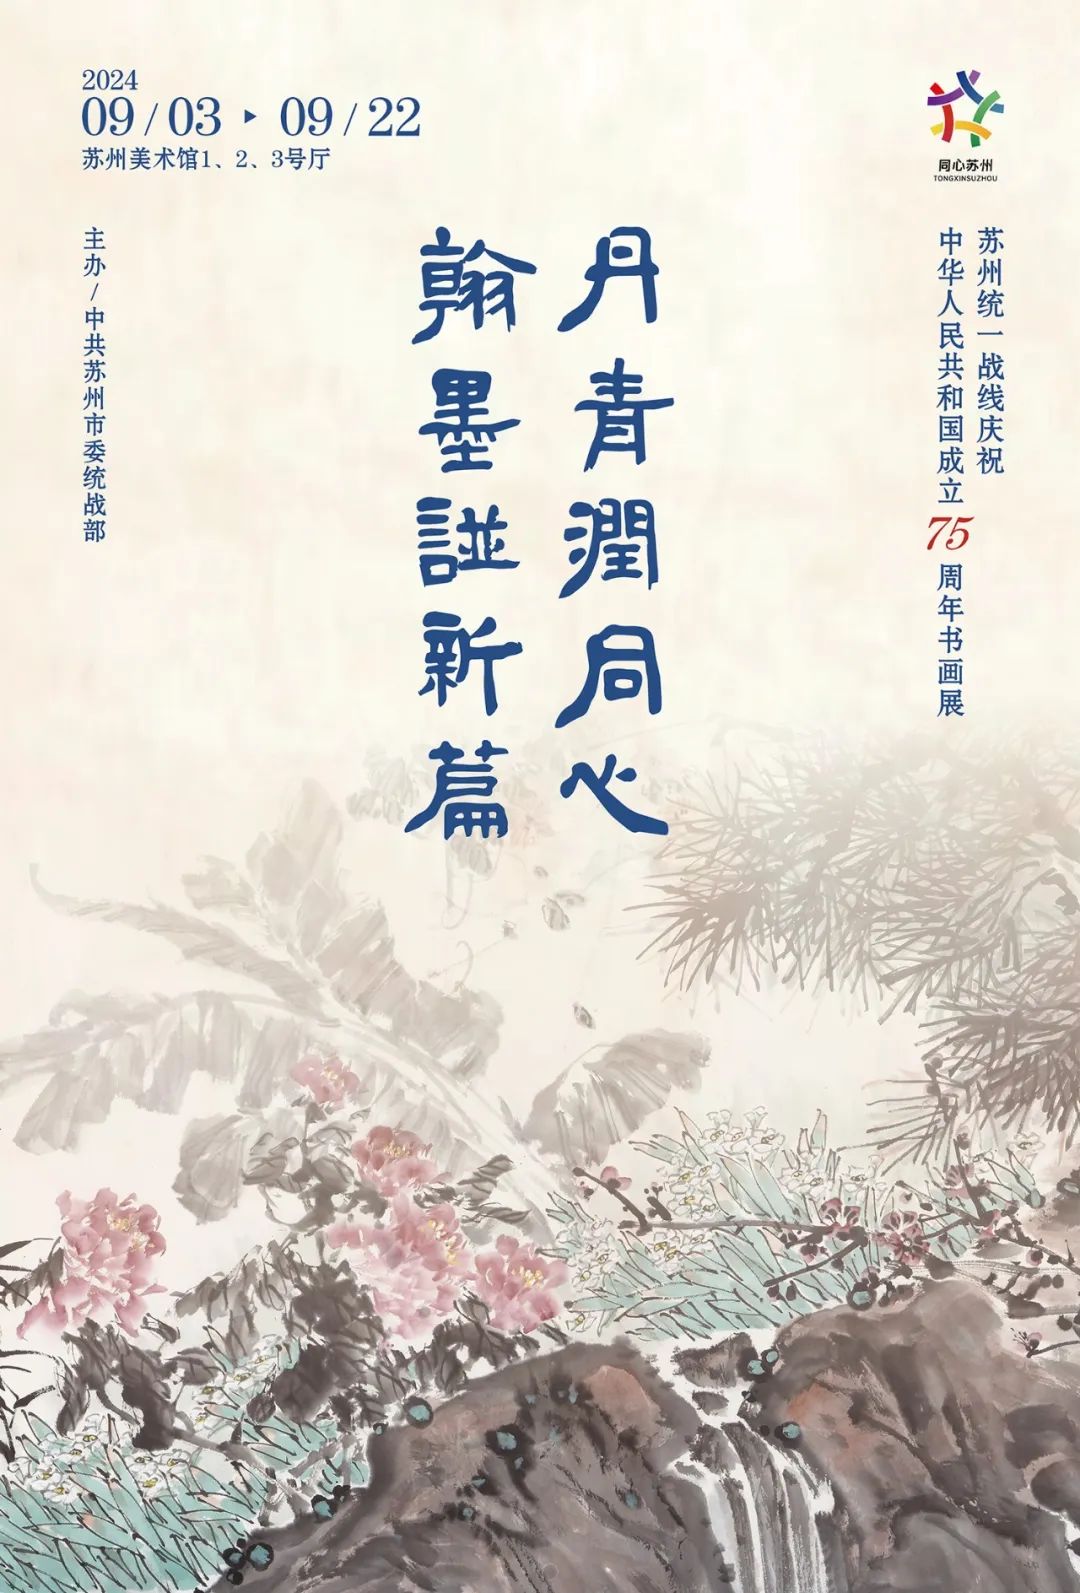 2024
09/03 ▸ 09/22
苏州美术馆1、2、3号厅
同心苏州
TONGXINSUZHOU
苏州统一战线庆祝
中华人民共和国成立75周年书画展
丹青潤同心
翰墨譜新篇
主办/中共苏州市委统战部